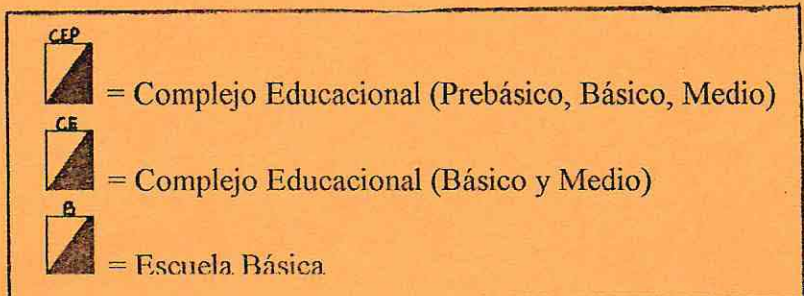 CEP
= Complejo Educacional (Prebásico, Básico, Medio)
CE
= Complejo Educacional (Básico y Medio)
B
= Escuela Básica